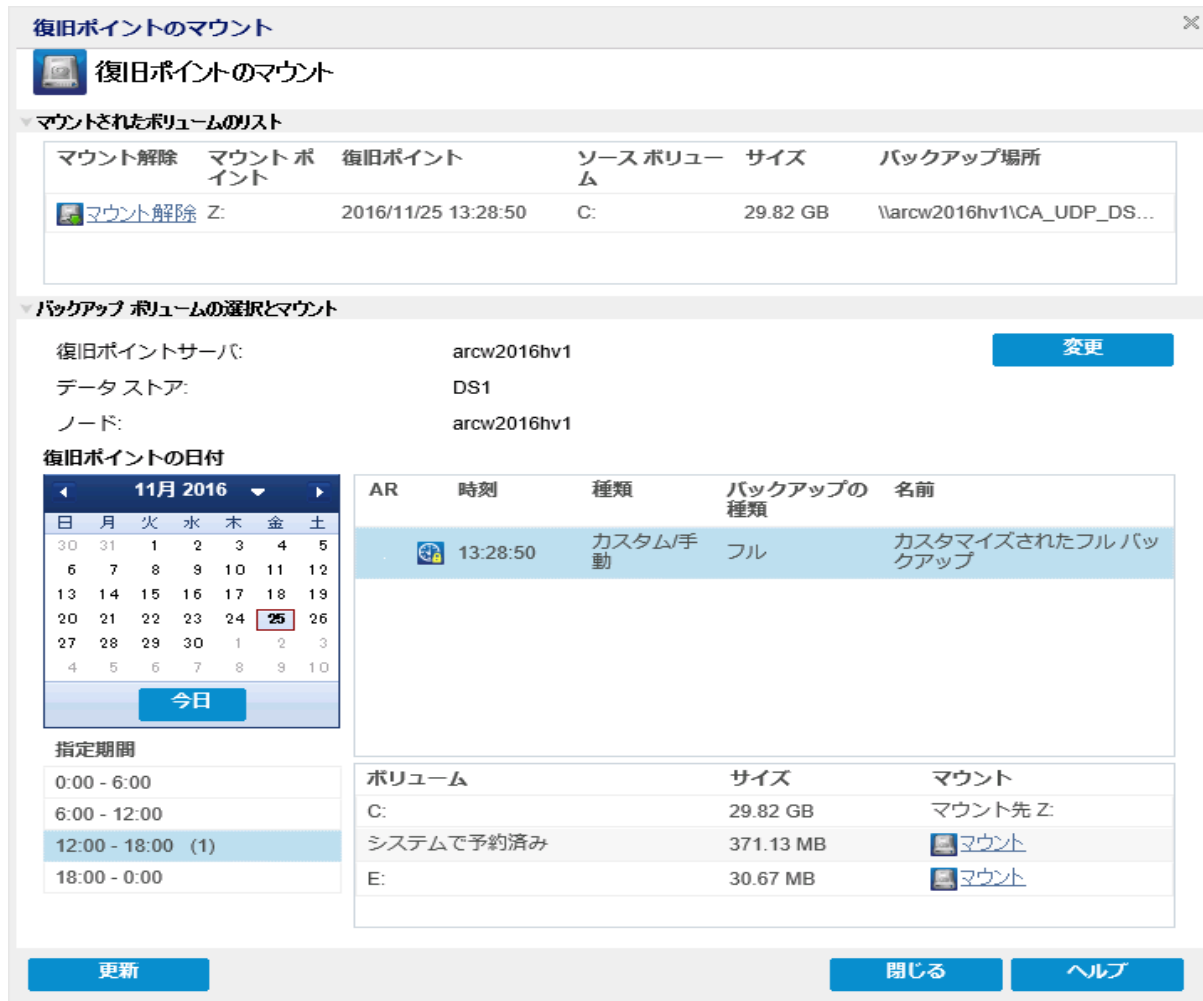 復旧ポイントのマウント
復旧ポイントのマウント
マウントされたボリュームのリスト
マウント解除 マウント ポイント 復旧ポイント ソース ボリューム サイズ バックアップ場所
マウント解除 Z: 2016/11/25 13:28:50 C: 29.82 GB \\arcw2016hv1\CA_UDP_DS...
バックアップ ボリュームの選択とマウント
復旧ポイントサーバ: arcw2016hv1 変更
データ ストア: DS1
ノード: arcw2016hv1
復旧ポイントの日付
11月 2016
日 月 火 水 木 金 土
30 31 1 2 3 4 5
6 7 8 9 10 11 12
13 14 15 16 17 18 19
20 21 22 23 24 25 26
27 28 29 30 1 2 3
4 5 6 7 8 9 10
今日
AR 時刻 種類 バックアップの種類 名前
13:28:50 カスタム/手動 フル カスタマイズされたフル バックアップ
指定期間
0:00 - 6:00
6:00 - 12:00
12:00 - 18:00 (1)
18:00 - 0:00
ボリューム サイズ マウント
C: 29.82 GB マウント先 Z:
システムで予約済み 371.13 MB マウント
E: 30.67 MB マウント
更新 閉じる ヘルプ